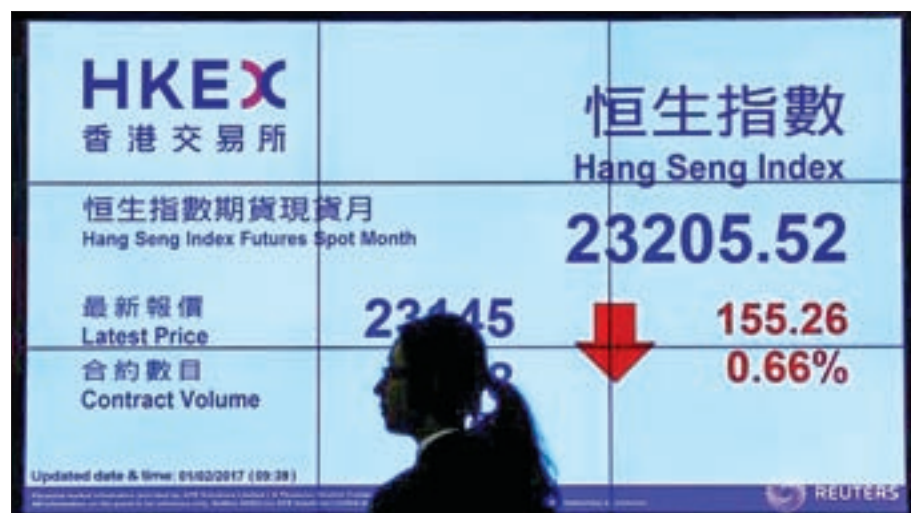 HKEX
香港交易所
恒生指數
Hang Seng Index
恒生指數期貨現貨月
Hang Seng Index Futures Spot Month
23205.52
最新報價
Latest Price
23145
155.26
0.66%
合約數目
Contract Volume
Updated date & time: 01/02/2017 (09:39)
REUTERS